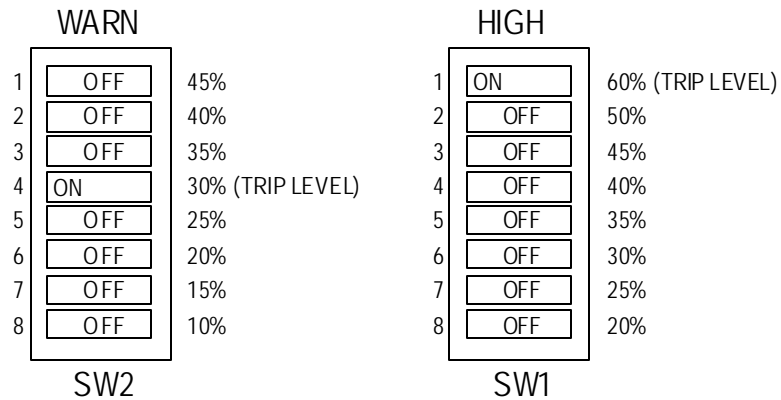 WARN
1 OFF 45%
2 OFF 40%
3 OFF 35%
4 ON 30% (TRIP LEVEL)
5 OFF 25%
6 OFF 20%
7 OFF 15%
8 OFF 10%
SW2
HIGH
1 ON 60% (TRIP LEVEL)
2 OFF 50%
3 OFF 45%
4 OFF 40%
5 OFF 35%
6 OFF 30%
7 OFF 25%
8 OFF 20%
SW1